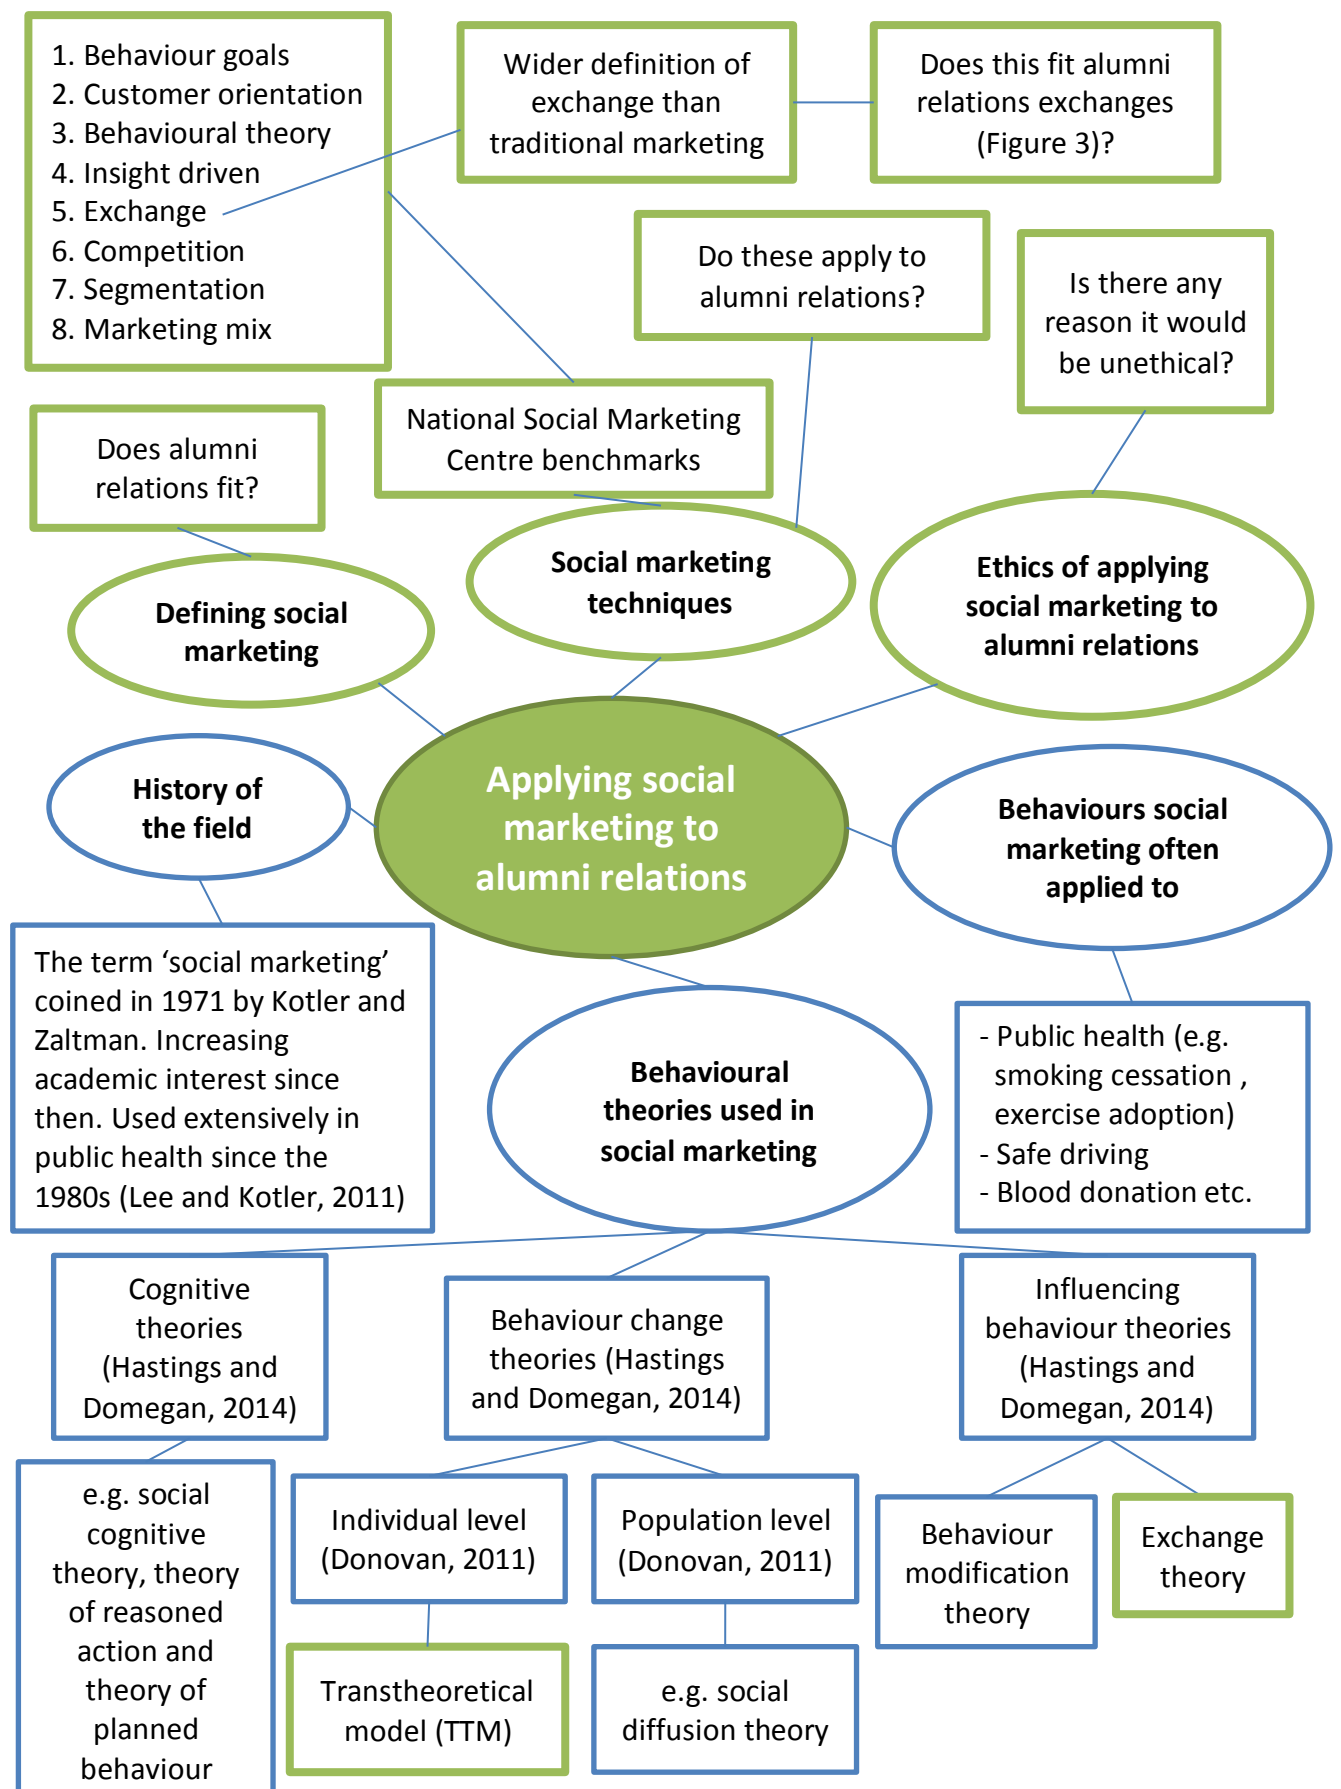 1. Behaviour goals
2. Customer orientation
3. Behavioural theory
4. Insight driven
5. Exchange
6. Competition
7. Segmentation
8. Marketing mix
Wider definition of
exchange than
traditional marketing
Does this fit alumni
relations exchanges
(Figure 3)?
Do these apply to
alumni relations?
Is there any
reason it would
be unethical?
National Social Marketing
Centre benchmarks
Does alumni
relations fit?
Defining social
marketing
Social marketing
techniques
Ethics of applying
social marketing to
alumni relations
History of
the field
Applying social
marketing to
alumni relations
Behaviours social
marketing often
applied to
The term ‘social marketing’
coined in 1971 by Kotler and
Zaltman. Increasing
academic interest since
then. Used extensively in
public health since the
1980s (Lee and Kotler, 2011)
Behavioural
theories used in
social marketing
- Public health (e.g.
smoking cessation ,
exercise adoption)
- Safe driving
- Blood donation etc.
Cognitive
theories
(Hastings and
Domegan, 2014)
Behaviour change
theories (Hastings
and Domegan, 2014)
Influencing
behaviour theories
(Hastings and
Domegan, 2014)
e.g. social
cognitive
theory, theory
of reasoned
action and
theory of
planned
behaviour
Individual level
(Donovan, 2011)
Population level
(Donovan, 2011)
Behaviour
modification
theory
Exchange
theory
Transtheoretical
model (TTM)
e.g. social
diffusion theory